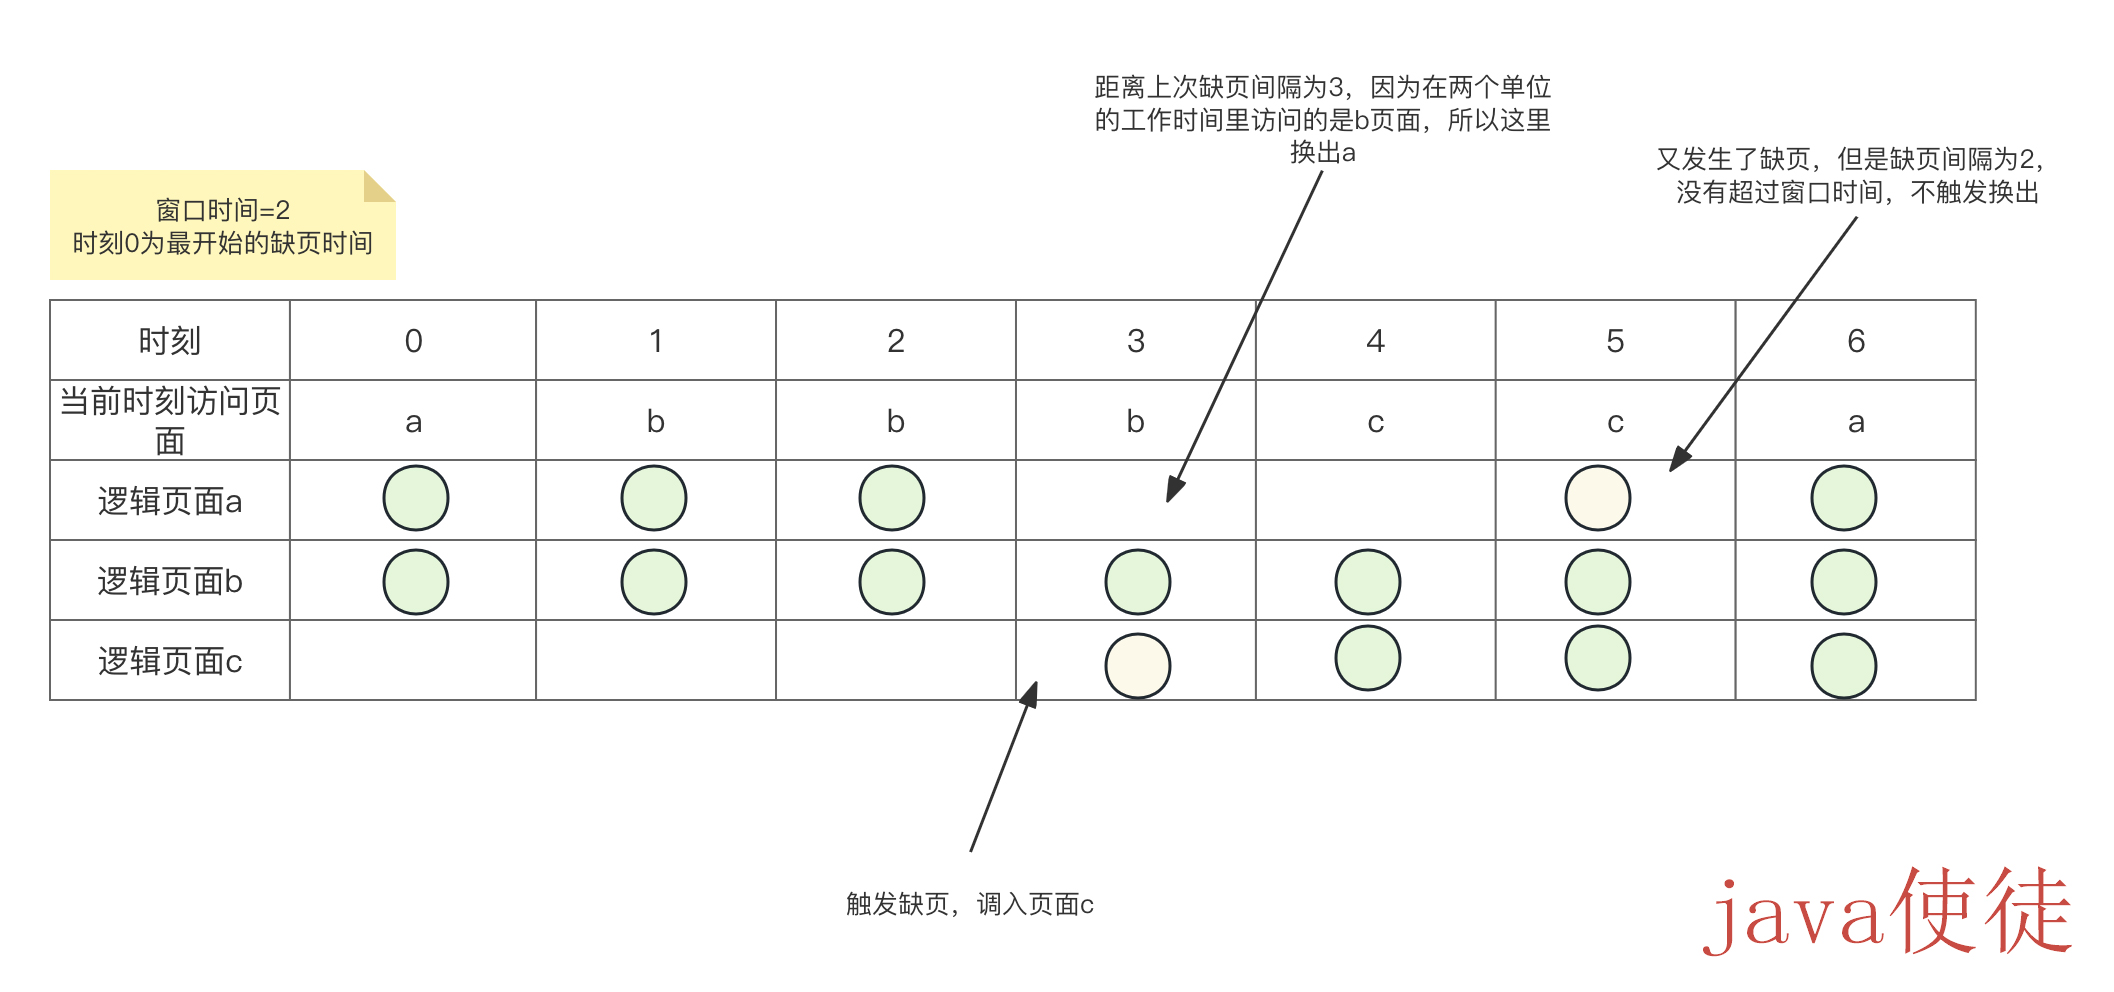 距离上次缺页间隔为3，因为在两个单位
的工作时间里访问的是b页面，所以这里
换出a
又发生了缺页，但是缺页间隔为2，
没有超过窗口时间，不触发换出
窗口时间=2
时刻0为最开始的缺页时间
时刻 0 1 2 3 4 5 6
当前时刻访问页
面 a b b b c c a
逻辑页面a
逻辑页面b
逻辑页面c
触发缺页，调入页面c
java使徒